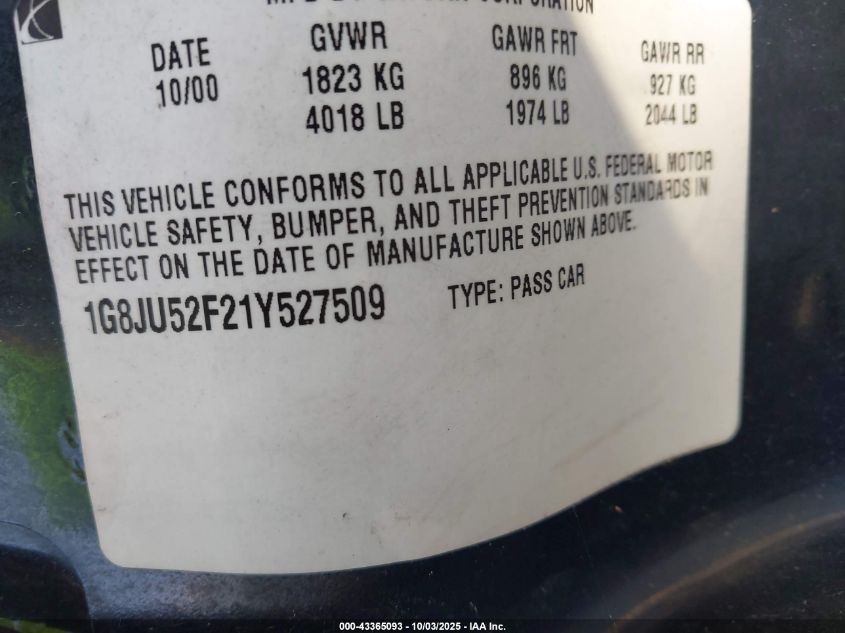 CORPORATION
DATE GVWR GAWR FRT GAWR RR
10/00 1823 KG 896 KG 927 KG
4018 LB 1974 LB 2044 LB
THIS VEHICLE CONFORMS TO ALL APPLICABLE U.S. FEDERAL MOTOR
VEHICLE SAFETY, BUMPER, AND THEFT PREVENTION STANDARDS IN
EFFECT ON THE DATE OF MANUFACTURE SHOWN ABOVE.
1G8JU52F21Y527509 TYPE: PASS CAR
000-43365093 - 10/03/2025 - IAA Inc.